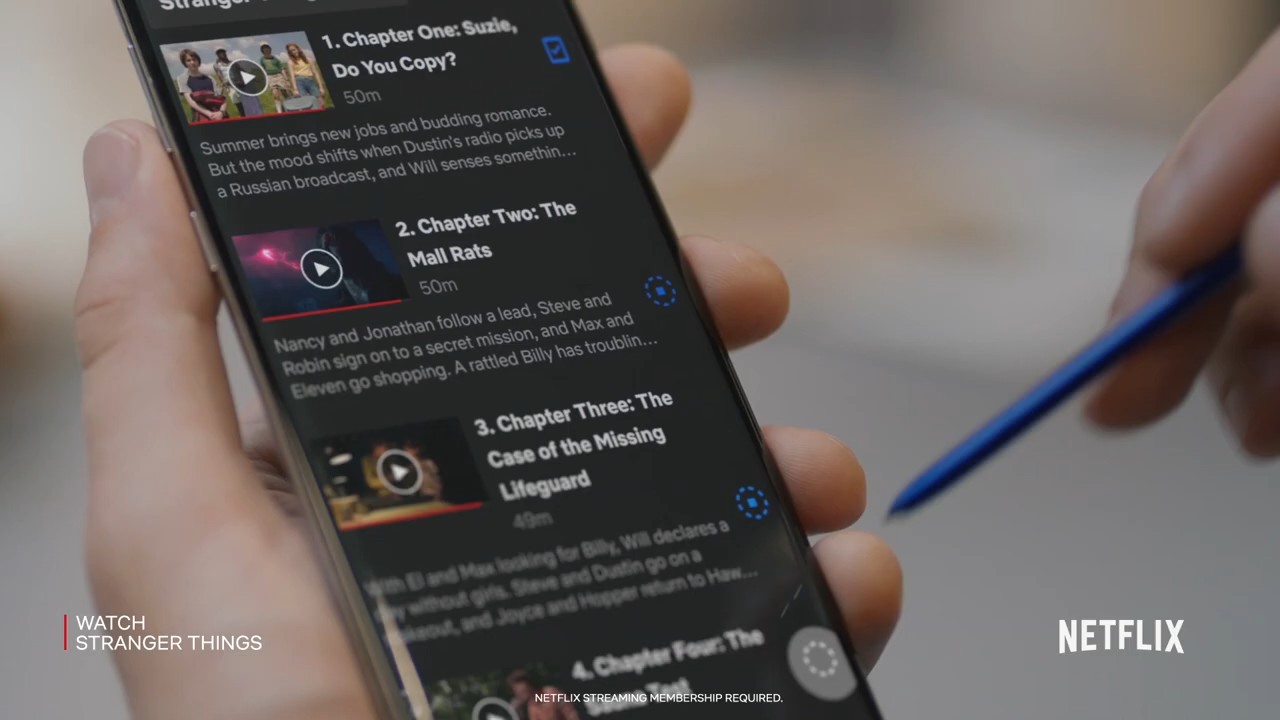 1. Chapter One: Suzie,
Do You Copy?
50m
Summer brings new jobs and budding romance.
But the mood shifts when Dustin's radio picks up
a Russian broadcast, and Will senses somethin...
2. Chapter Two: The
Mall Rats
50m
Nancy and Jonathan follow a lead, Steve and
Robin sign on to a secret mission, and Max and
Eleven go shopping. A rattled Billy has troublin...
3. Chapter Three: The
Case of the Missing
Lifeguard
49m
With El and Max looking for Billy, Will declares a
without girls. Steve and Dustin go on a
and Joyce and Hopper return to Haw...
4. Chapter Four: The
WATCH
STRANGER THINGS
NETFLIX
NETFLIX STREAMING MEMBERSHIP REQUIRED.